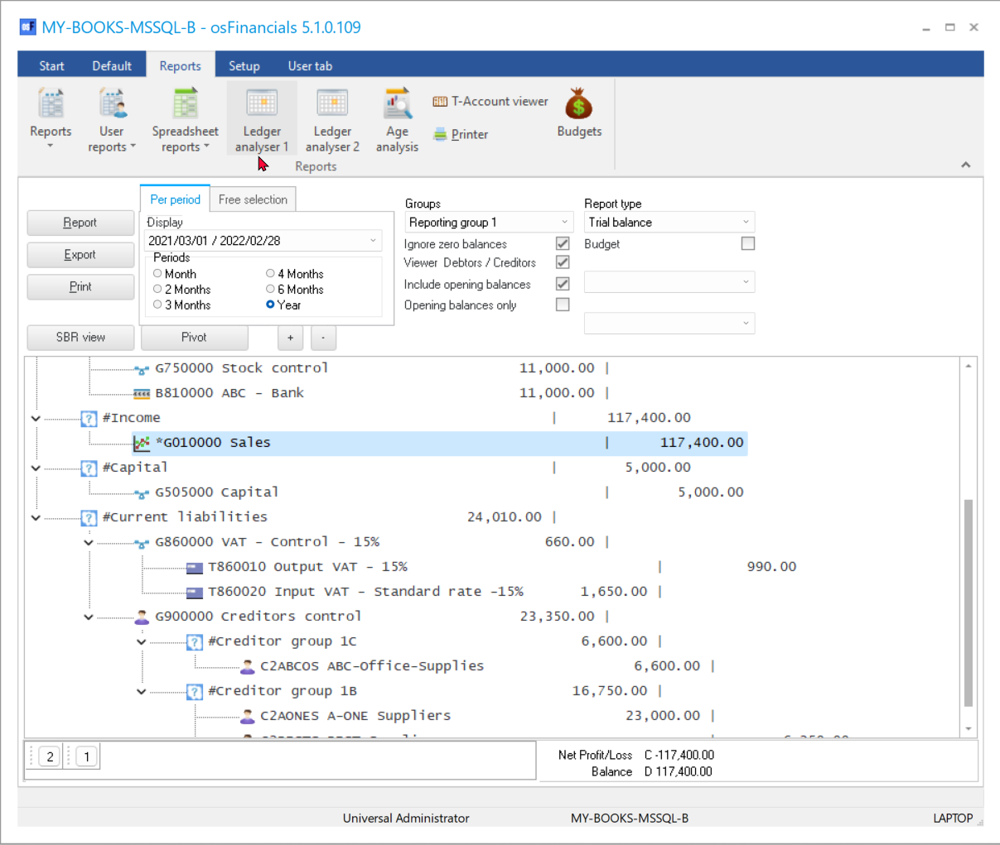 MY-BOOKS-MSSQL-B - osFinancials 5.1.0.109
Start Default Reports Setup User tab
Reports
User reports
Spreadsheet reports
Ledger analyser 1
Ledger analyser 2
Age analysis
T-Account viewer
Printer
Budgets
Reports
Per period Free selection
Report
Export
Print
SBR view
Display
2021/03/01 / 2022/02/28
Periods
Month 4 Months
2 Months 6 Months
3 Months Year
Pivot + -
Groups
Reporting group 1
Ignore zero balances
Viewer Debtors / Creditors
Include opening balances
Opening balances only
Report type
Trial balance
Budget
G750000 Stock control 11,000.00 |
B810000 ABC - Bank 11,000.00 |
#Income | 117,400.00
*G010000 Sales | 117,400.00
#Capital | 5,000.00
G505000 Capital | 5,000.00
#Current liabilities 24,010.00 |
G860000 VAT - Control - 15% 660.00 |
T860010 Output VAT - 15% | 990.00
T860020 Input VAT - Standard rate -15% 1,650.00 |
G900000 Creditors control 23,350.00 |
#Creditor group 1C 6,600.00 |
C2ABCOS ABC-Office-Supplies 6,600.00 |
#Creditor group 1B 16,750.00 |
C2AONES A-ONE Suppliers 23,000.00 |
2 1
Net Profit/Loss C -117,400.00
Balance D 117,400.00
Universal Administrator MY-BOOKS-MSSQL-B LAPTOP